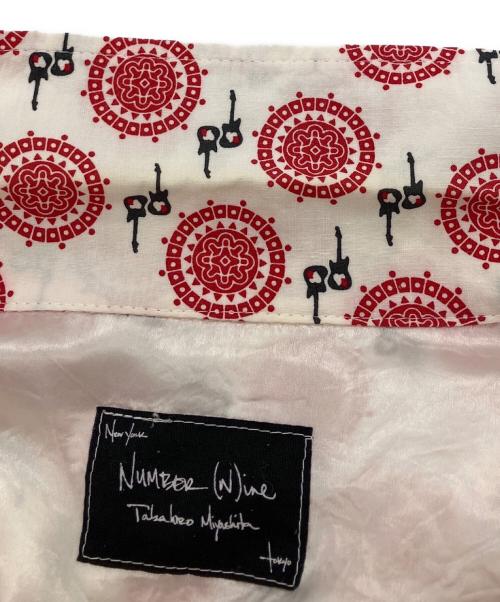 New York
NUMBER (N)ine
Takahiro Miyashita
tokyo